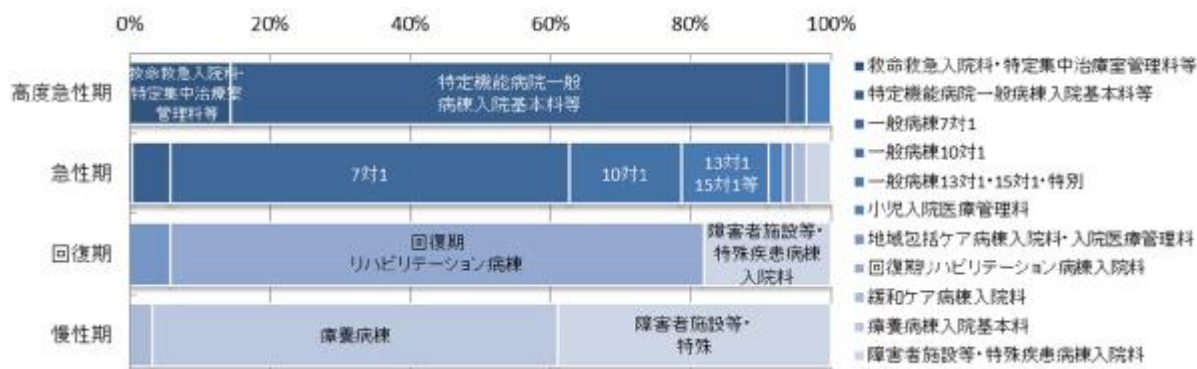 0% 20% 40% 60% 80% 100%
高度急性期
救命救急入院料・
特定集中治療室
管理料等
特定機能病院一般
病棟入院基本料等
急性期
7対1
10対1
13対1
15対1等
回復期
回復期
リハビリテーション病棟
障害者施設等・
特殊疾患病棟
入院料
慢性期
療養病棟
障害者施設等・
特殊
救命救急入院料・特定集中治療室管理料等
特定機能病院一般病棟入院基本料等
一般病棟7対1
一般病棟10対1
一般病棟13対1・15対1・特別
小児入院医療管理料
地域包括ケア病棟入院料・入院医療管理料
回復期リハビリテーション病棟入院料
緩和ケア病棟入院料
療養病棟入院基本料
障害者施設等・特殊疾患病棟入院料